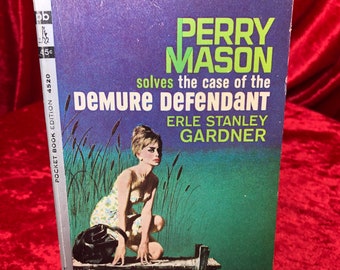 PERRY
MASON
solves the case of the
DEMURE DEFENDANT
ERLE STANLEY
GARDNER
45¢
POCKET BOOK EDITION 4520